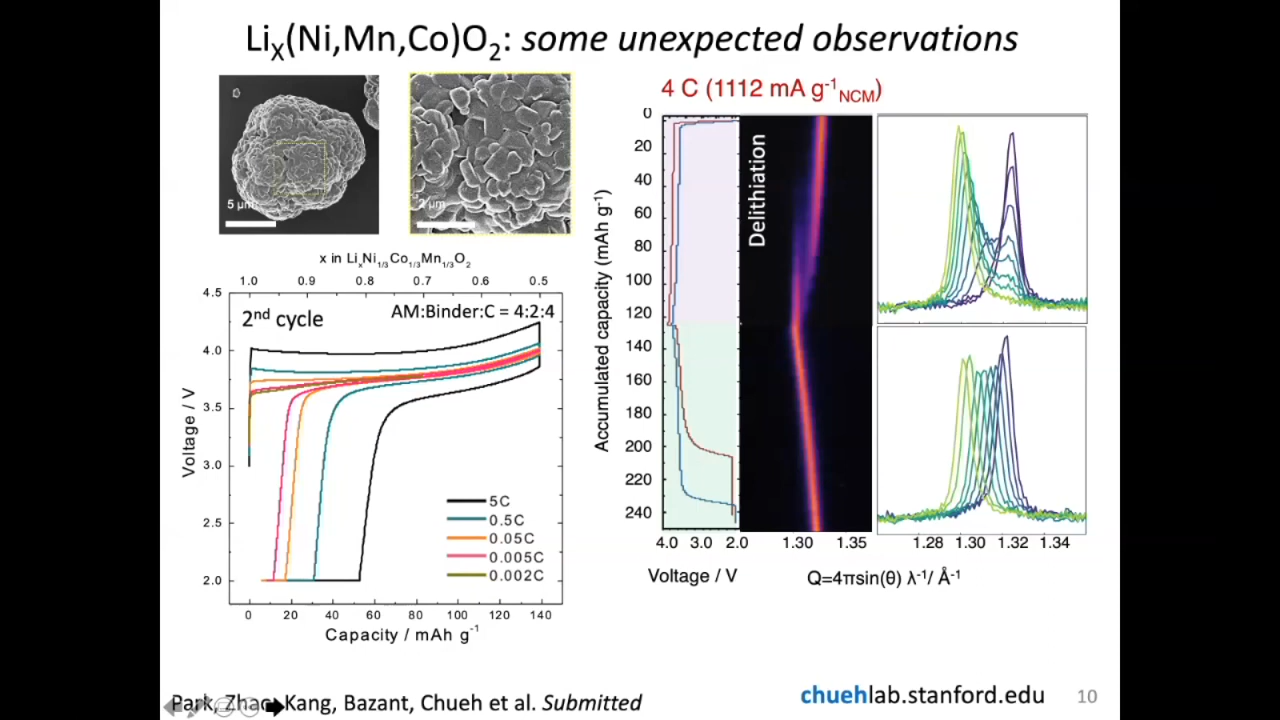 Liₓ(Ni,Mn,Co)O₂: some unexpected observations
5 µm
2 µm
4 C (1112 mA g⁻¹NCM)
x in LiₓNi1/3Co1/3Mn1/3O₂
1.0 0.9 0.8 0.7 0.6 0.5
2nd cycle
AM:Binder:C = 4:2:4
4.5
4.0
3.5
3.0
2.5
2.0
Voltage / V
5C
0.5C
0.05C
0.005C
0.002C
0 20 40 60 80 100 120 140
Capacity / mAh g⁻¹
Accumulated capacity (mAh g⁻¹)
0
20
40
60
80
100
120
140
160
180
200
220
240
Delithiation
4.0 3.0 2.0 1.30 1.35
1.28 1.30 1.32 1.34
Voltage / V
Q=4πsin(θ) λ⁻¹/ Å⁻¹
Park, Zhao, Kang, Bazant, Chueh et al. Submitted
chuehlab.stanford.edu
10